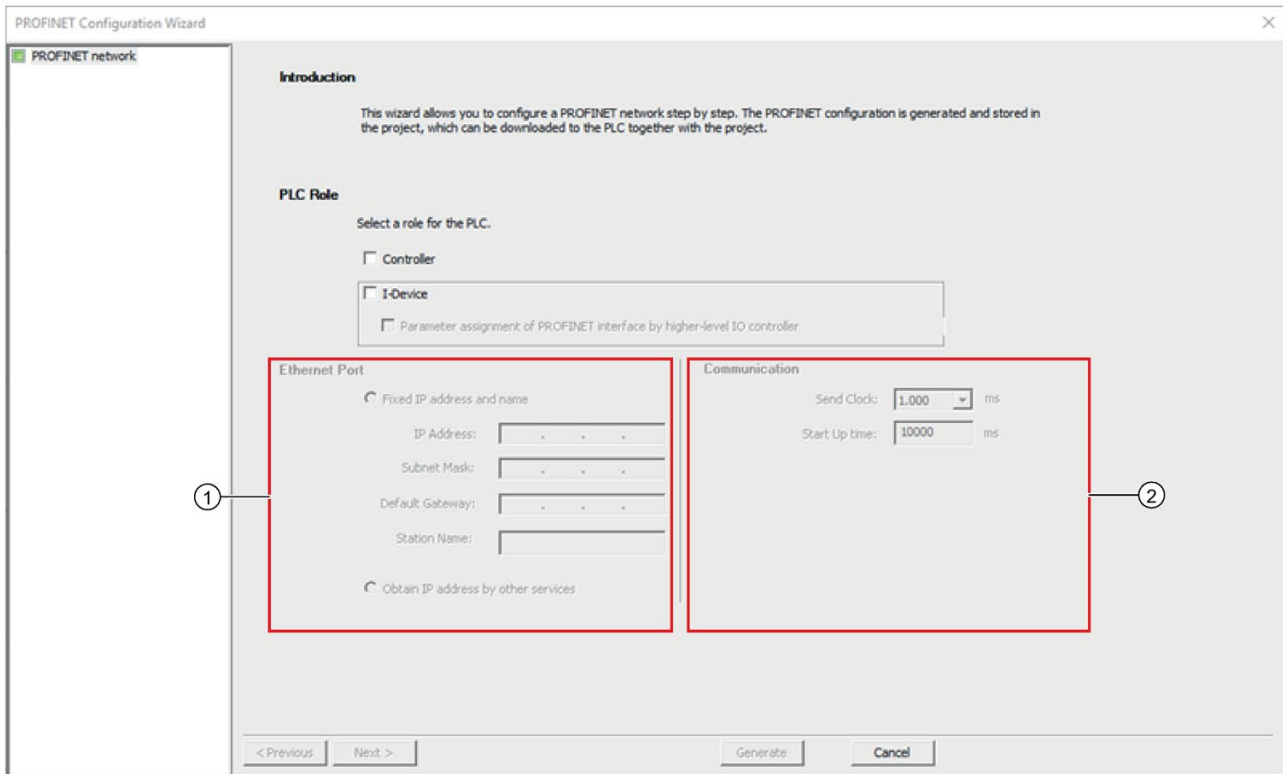 PROFINET Configuration Wizard
PROFINET network
Introduction
This wizard allows you to configure a PROFINET network step by step. The PROFINET configuration is generated and stored in
the project, which can be downloaded to the PLC together with the project.
PLC Role
Select a role for the PLC.
Controller
I-Device
Parameter assignment of PROFINET interface by higher-level IO controller
Ethernet Port
Fixed IP address and name
IP Address: . . .
Subnet Mask: . . .
Default Gateway: . . .
Station Name:
Obtain IP address by other services
1
Communication
Send Clock: 1.000 ms
Start Up time: 10000 ms
2
< Previous Next > Generate Cancel